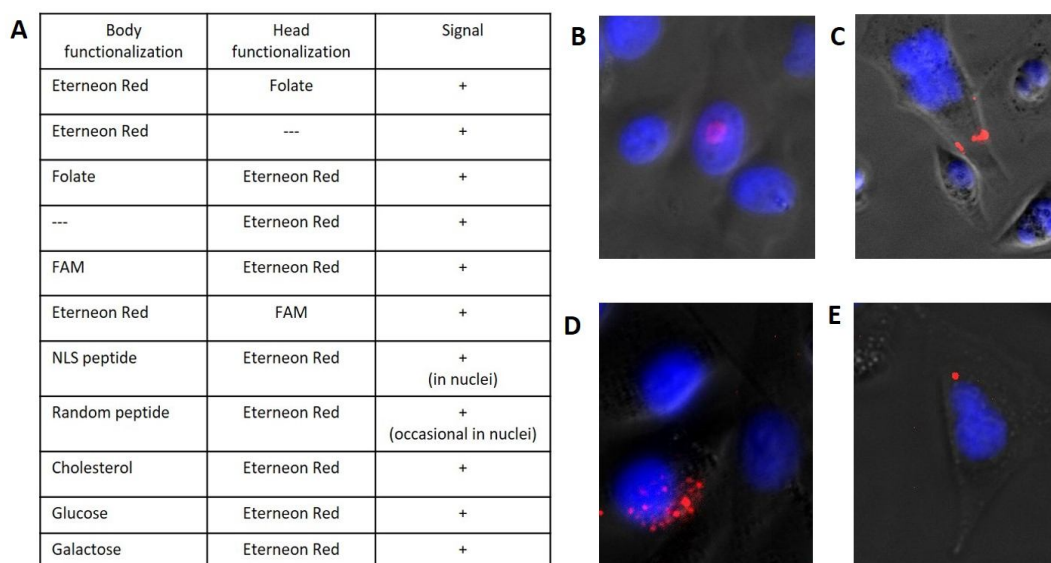 A
Body functionalization Head functionalization Signal
Eterneon Red Folate +
Eterneon Red --- +
Folate Eterneon Red +
--- Eterneon Red +
FAM Eterneon Red +
Eterneon Red FAM +
NLS peptide Eterneon Red + (in nuclei)
Random peptide Eterneon Red + (occasional in nuclei)
Cholesterol Eterneon Red +
Glucose Eterneon Red +
Galactose Eterneon Red +
B
C
D
E